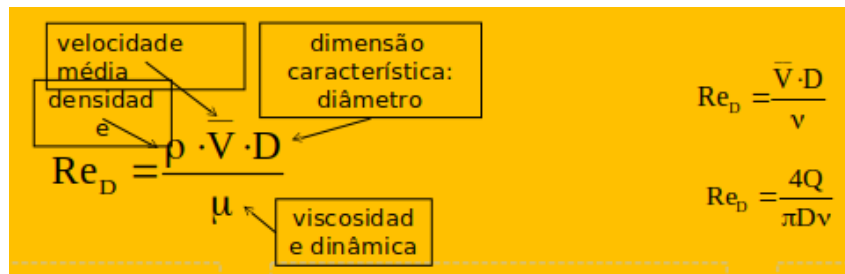 velocidade
média
densidad
e
dimensão
característica:
diâmetro
Re_D = (ρ · V̅ · D) / μ
viscosidad
e dinâmica
Re_D = (V̅ · D) / ν
Re_D = 4Q / (πDν)